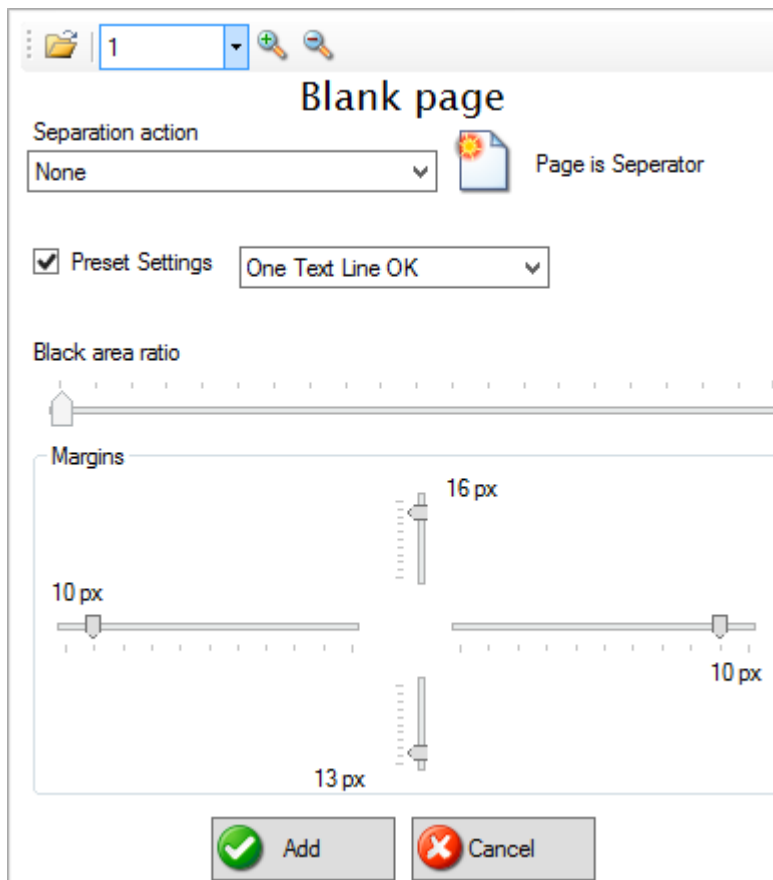 1
Blank page
Separation action
None
Page is Seperator
Preset Settings
One Text Line OK
Black area ratio
Margins
16 px
10 px
10 px
13 px
Add
Cancel